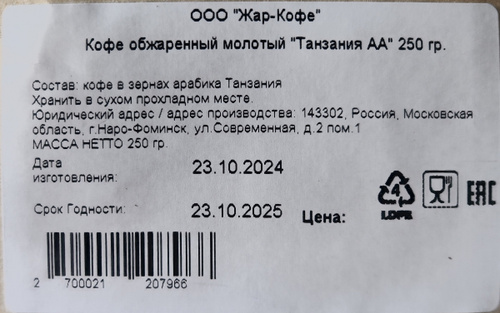 ООО "Жар-Кофе"
Кофе обжаренный молотый "Танзания АА" 250 гр.
Состав: кофе в зернах арабика Танзания
Хранить в сухом прохладном месте.
Юридический адрес / адрес производства: 143302, Россия, Московская
область, г.Наро-Фоминск, ул.Современная, д.2 пом.1
МАССА НЕТТО 250 гр.
Дата
изготовления:
23.10.2024
Срок Годности:
23.10.2025
Цена:
4
LDPE
EAC
2 700021 207966